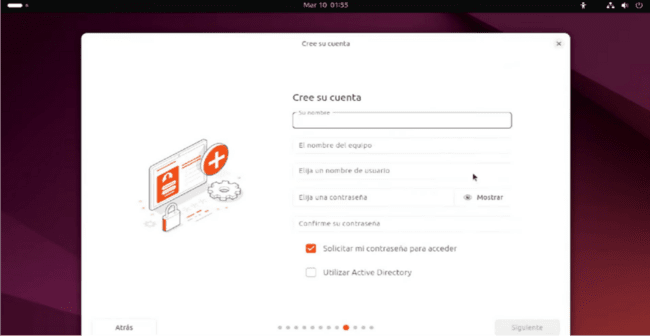 Mar 10 01:55
Cree su cuenta
Cree su cuenta
Su nombre
El nombre del equipo
Elija un nombre de usuario
Elija una contraseña
Mostrar
Confirme su contraseña
Solicitar mi contraseña para acceder
Utilizar Active Directory
Atrás
Siguiente